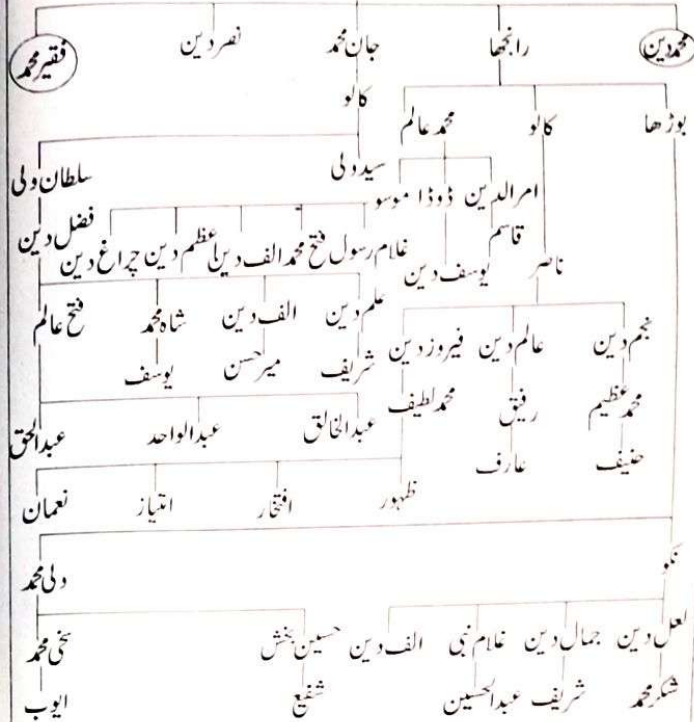 محمد دین رانجھا جان محمد نصر دین فقیر محمد
کالو
بوڑھا کالو محمد عالم
سید ولی سلطان ولی
امرالدین ڈوڈا موسو
غلام رسول فتح محمد الف دین اعظم دین چراغ دین فضل دین
ناصر قاسم یوسف دین
نجم دین عالم دین فیروز دین علم دین الف دین شاہ محمد فتح عالم
محمد عظیم رفیق محمد لطیف شریف میر حسن یوسف
حنیف عارف عبدالخالق عبدالواحد عبدالحق
ظہور افتخار امتیاز نعمان
نکو ولی محمد
لعل دین جمال دین غلام نبی الف دین حسین بخش سخی محمد
شکر محمد شریف عبدالحسین شفیع ایوب